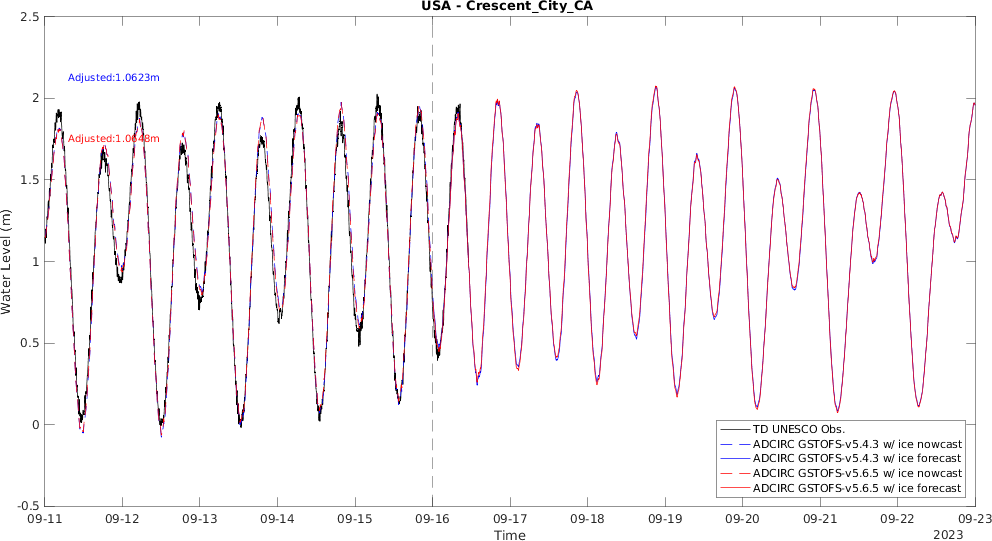 USA - Crescent_City_CA
2.5
2
1.5
1
0.5
0
-0.5
Water Level (m)
Adjusted:1.0623m
Adjusted:1.0648m
TD UNESCO Obs.
ADCIRC GSTOFS-v5.4.3 w/ ice nowcast
ADCIRC GSTOFS-v5.4.3 w/ ice forecast
ADCIRC GSTOFS-v5.6.5 w/ ice nowcast
ADCIRC GSTOFS-v5.6.5 w/ ice forecast
09-11 09-12 09-13 09-14 09-15 09-16 09-17 09-18 09-19 09-20 09-21 09-22 09-23
Time
2023